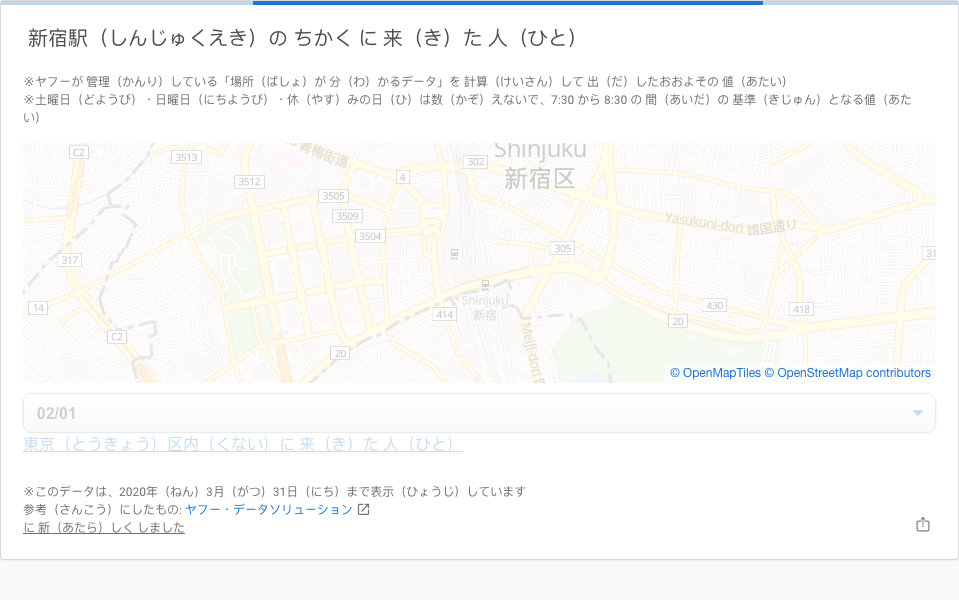 新宿駅（しんじゅくえき）の ちかく に 来（き）た 人（ひと）
※ヤフーが 管理（かんり）している「場所（ばしょ）が 分（わ）かるデータ」を 計算（けいさん）して 出（だ）したおおよその 値（あたい）
※土曜日（どようび）・日曜日（にちようび）・休（やす）みの日（ひ）は数（かぞ）えないで、7:30 から 8:30 の 間（あいだ）の 基準（きじゅん）となる値（あた
い）
C2
3513
青梅街道
302
Shinjuku
新宿区
3512
4
3505
3509
3504
Yasukuni-dori 靖国通り
317
305
31
14
Shinjuku
新宿
414
430
418
20
C2
20
Meiji-dori
© OpenMapTiles © OpenStreetMap contributors
02/01
東京（とうきょう）区内（くない）に 来（き）た 人（ひと）
※このデータは、2020年（ねん）3月（がつ）31日（にち）まで表示（ひょうじ）しています
参考（さんこう）にしたもの: ヤフー・データソリューション
に 新（あたら）しく しました